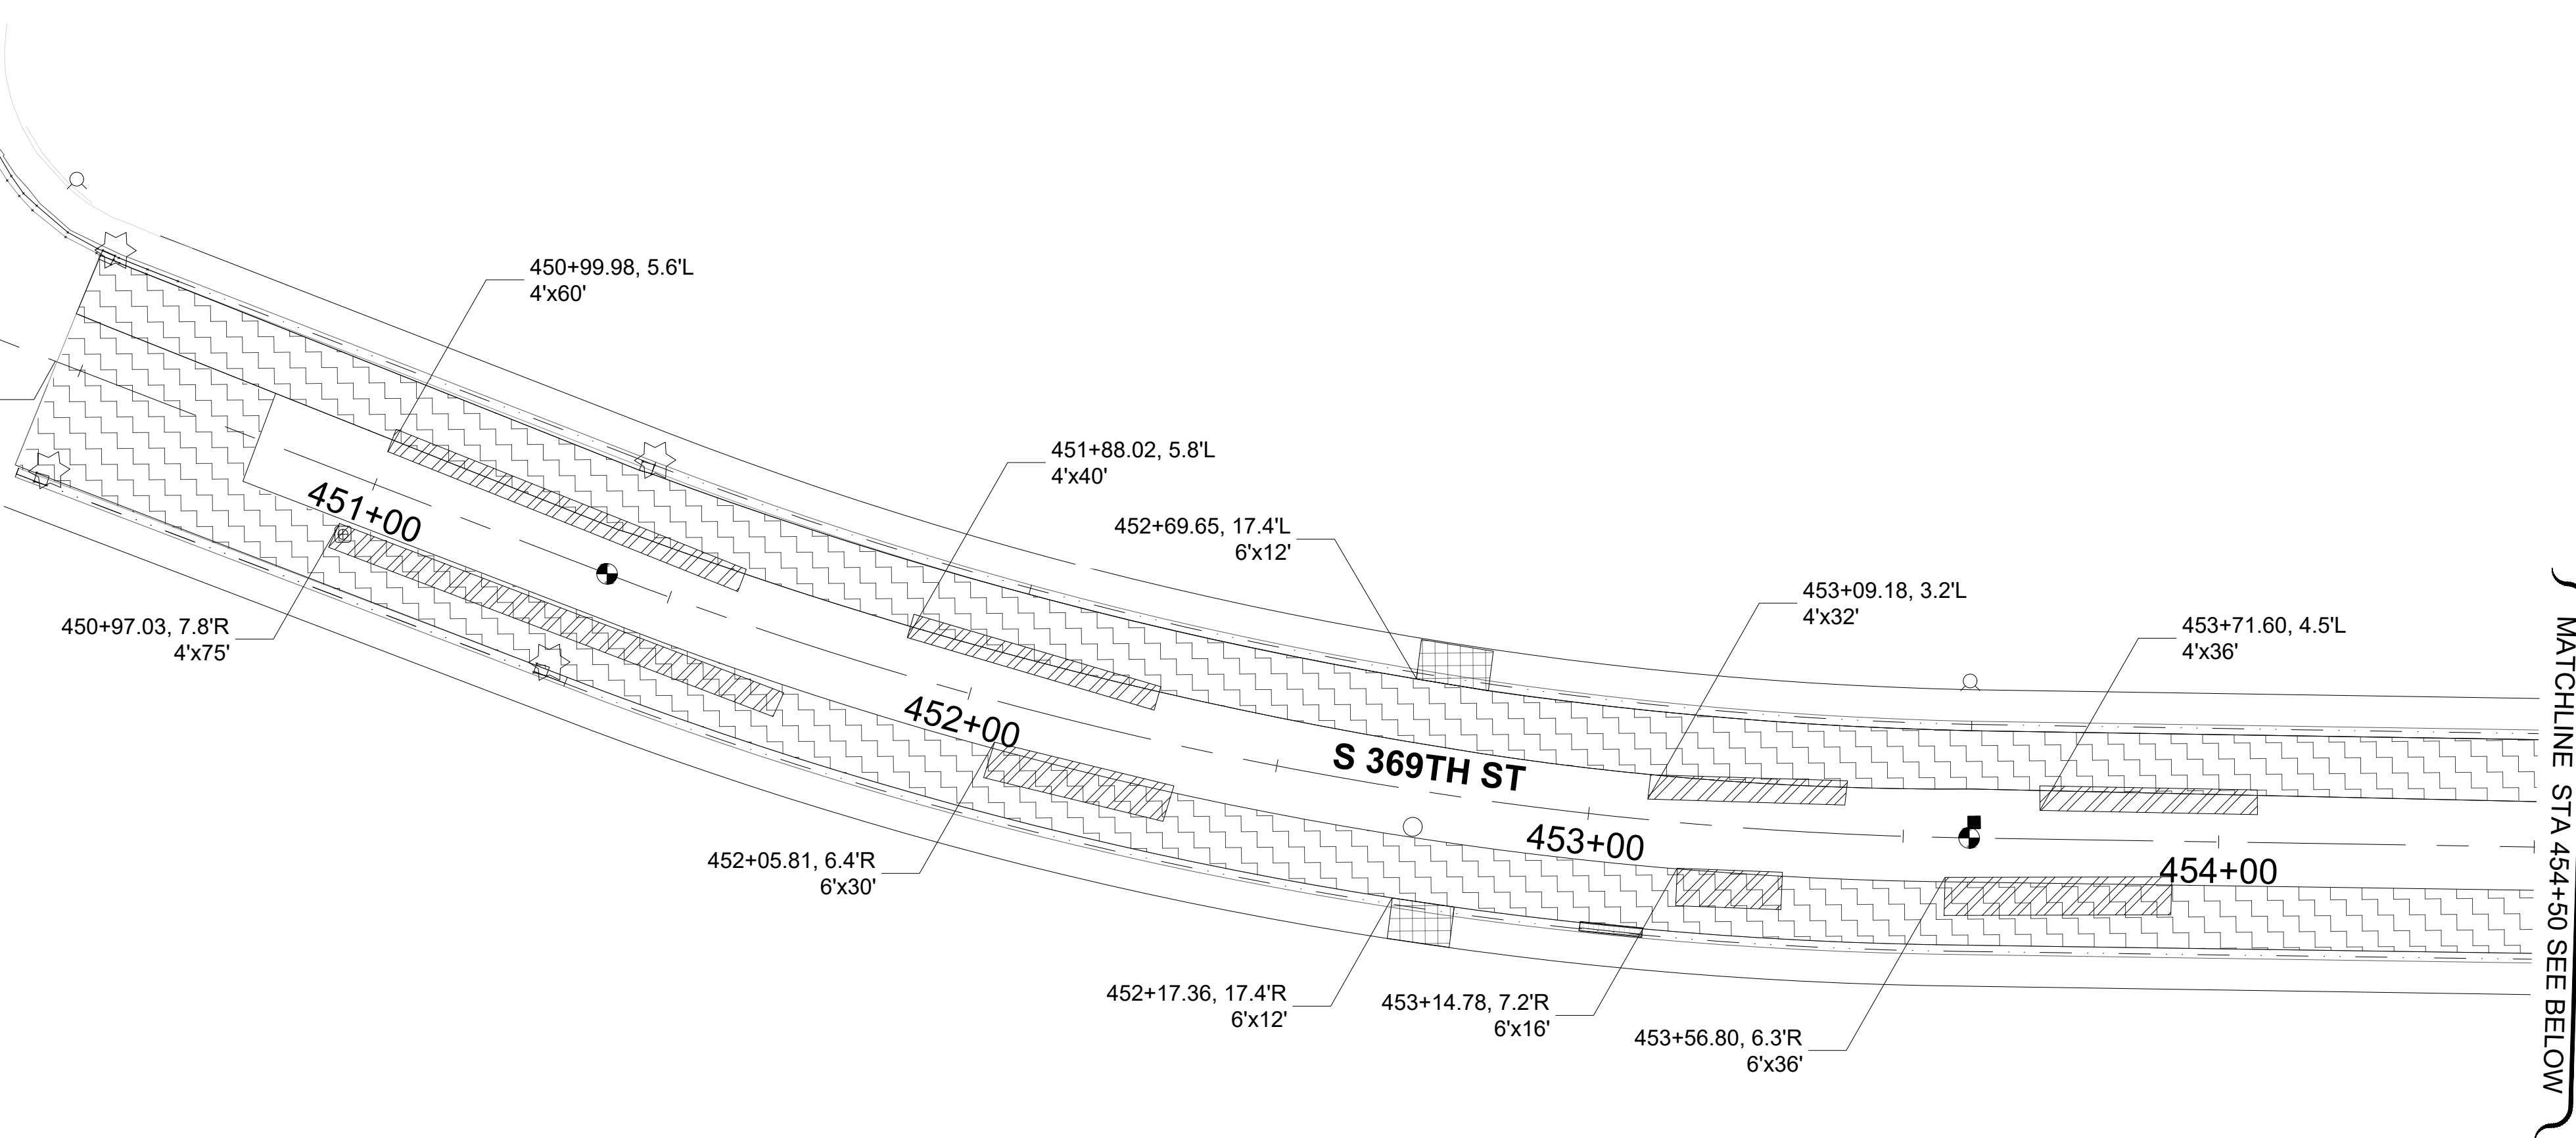 450+99.98, 5.6'L
4'x60'
451+88.02, 5.8'L
4'x40'
452+69.65, 17.4'L
6'x12'
453+09.18, 3.2'L
4'x32'
453+71.60, 4.5'L
4'x36'
451+00
452+00
S 369TH ST
453+00
454+00
450+97.03, 7.8'R
4'x75'
452+05.81, 6.4'R
6'x30'
452+17.36, 17.4'R
6'x12'
453+14.78, 7.2'R
6'x16'
453+56.80, 6.3'R
6'x36'
MATCHLINE STA 454+50 SEE BELOW